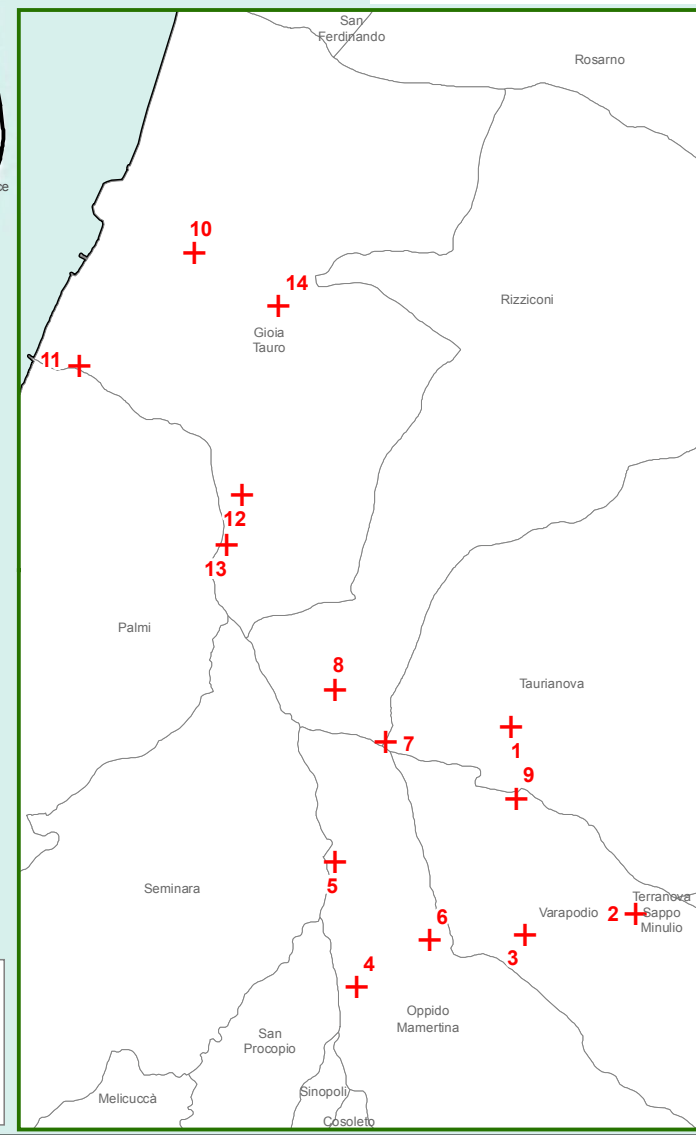 San
Ferdinando
Rosarno
ce
10
14
Rizziconi
Gioia
Tauro
11
12
13
Palmi
8
Taurianova
7
1
9
5
Seminara
Terranova
2
Varapodio
Sappo
Minulio
6
3
4
Oppido
Mamertina
San
Procopio
Sinopoli
Melicuccà
Cosoleto